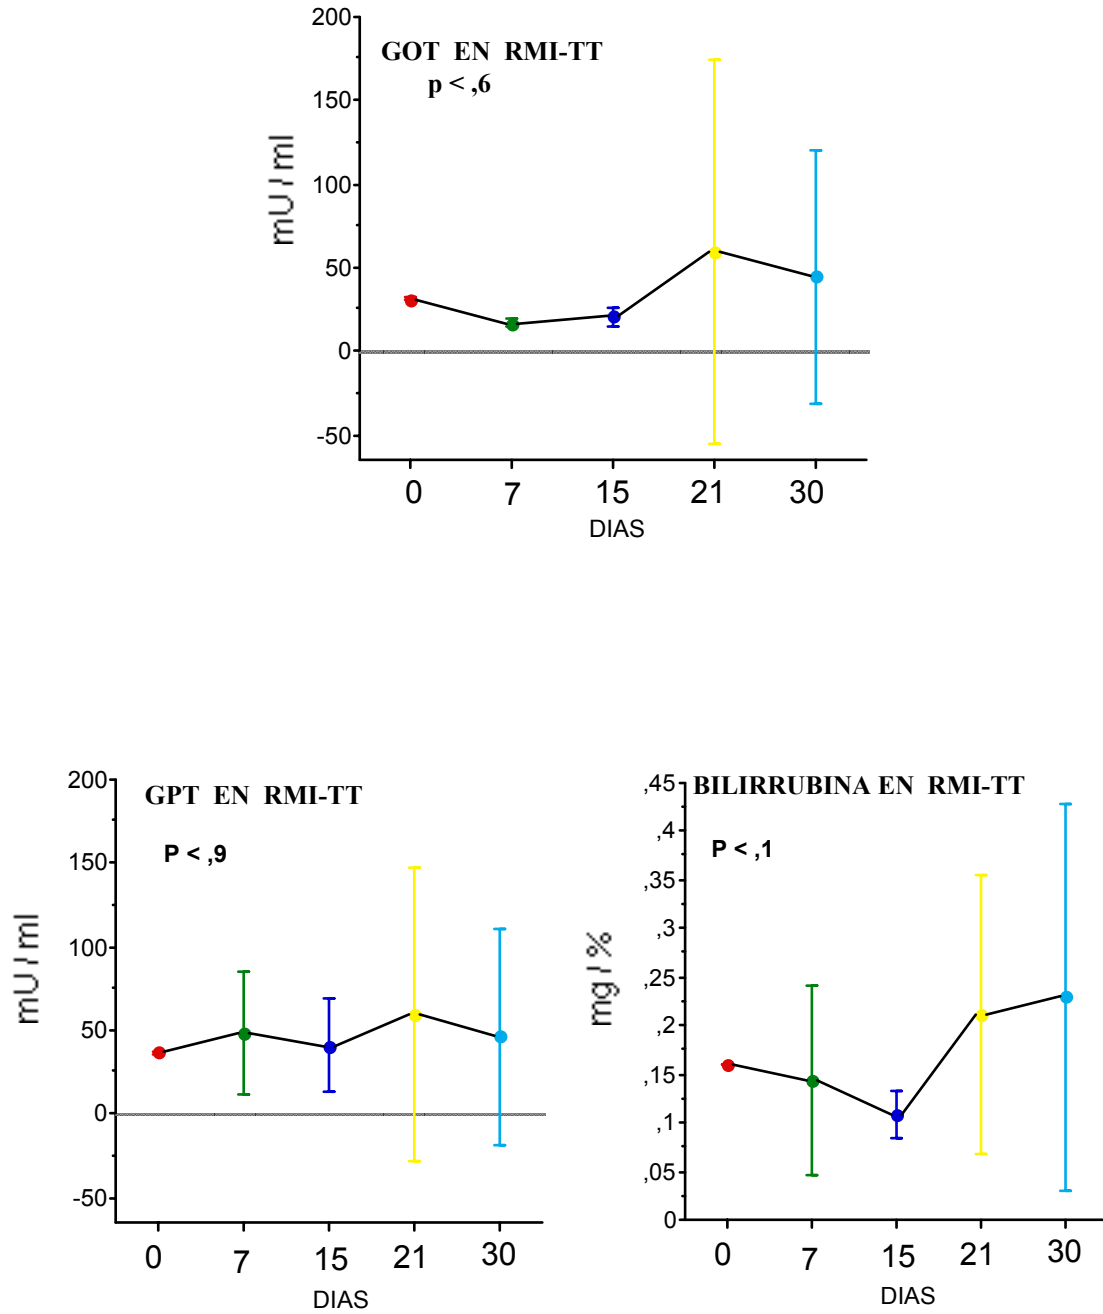 200
GOT EN RMI-TT
p < ,6
150
mU / ml
100
50
0
-50
0 7 15 21 30
DIAS
200
GPT EN RMI-TT
P < ,9
150
mU / ml
100
50
0
-50
0 7 15 21 30
DIAS
,45
BILIRRUBINA EN RMI-TT
,4
P < ,1
,35
,3
mg / %
,25
,2
,15
,1
,05
0
0 7 15 21 30
DIAS